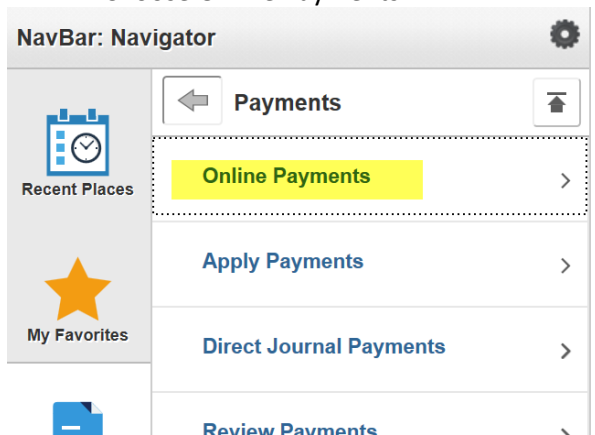 NavBar: Navigator
Payments
Online Payments
Recent Places
Apply Payments
My Favorites
Direct Journal Payments
Review Payments